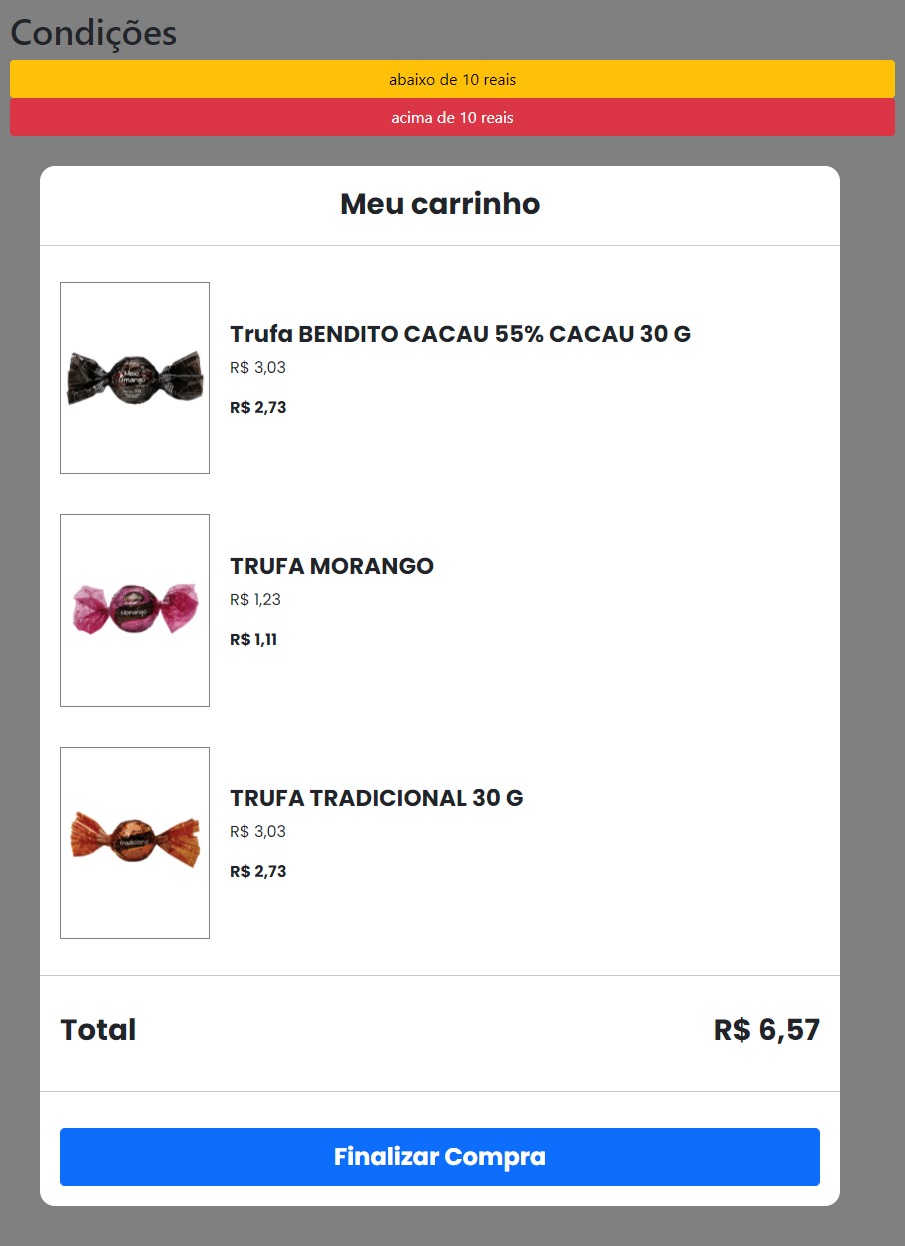 Condições
abaixo de 10 reais
acima de 10 reais
Meu carrinho
Trufa BENDITO CACAU 55% CACAU 30 G
R$ 3,03
R$ 2,73
Meio
Amargo
TRUFA MORANGO
R$ 1,23
R$ 1,11
Morango
TRUFA TRADICIONAL 30 G
R$ 3,03
R$ 2,73
Total
R$ 6,57
Finalizar Compra